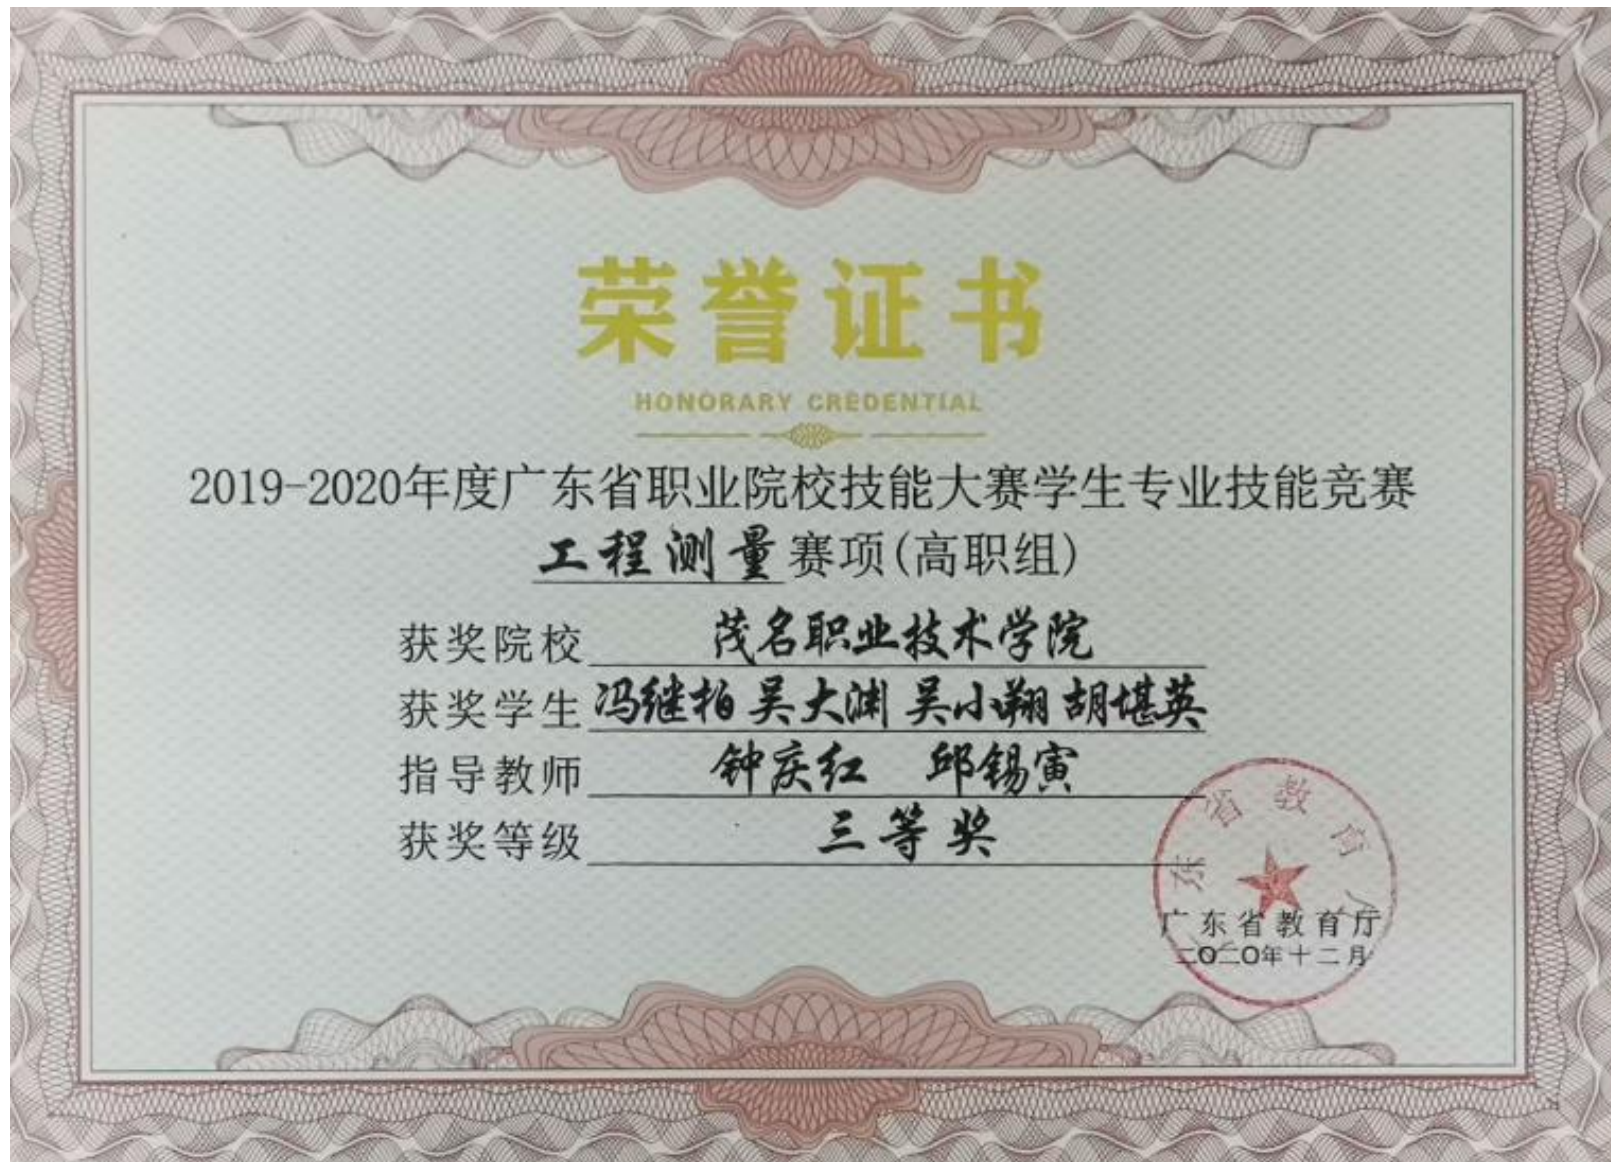 荣誉证书
HONORARY CREDENTIAL
2019-2020年度广东省职业院校技能大赛学生专业技能竞赛
工程测量赛项(高职组)
获奖院校 茂名职业技术学院
获奖学生 冯继柏 吴大渊 吴小翔 胡堪英
指导教师 钟庆红 邱锡寅
获奖等级 三等奖
东省教育厅
广东省教育厅
二〇二〇年十二月